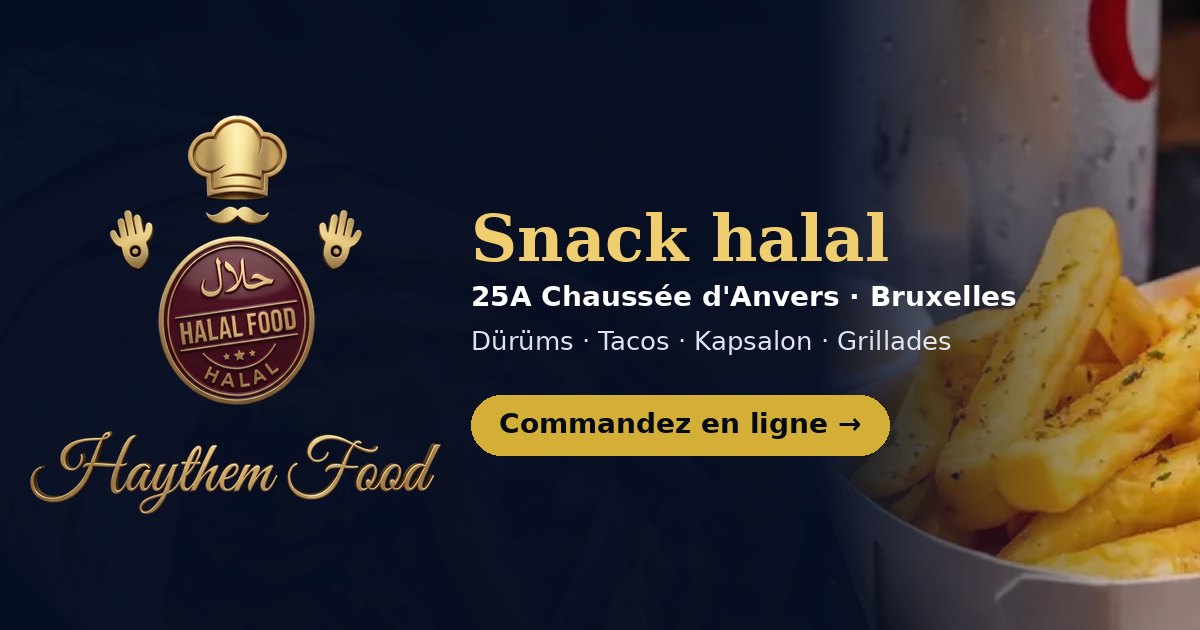 حلال
HALAL FOOD
HALAL
Haythem Food
Snack halal
25A Chaussée d'Anvers · Bruxelles
Dürüms · Tacos · Kapsalon · Grillades
Commandez en ligne →